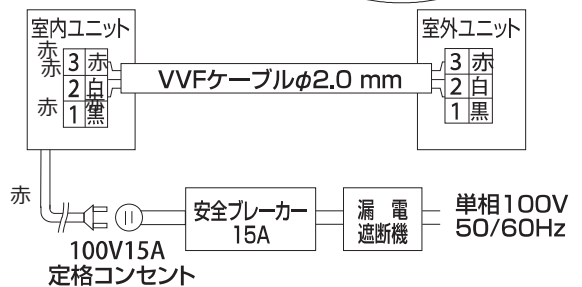 室内ユニット
室外ユニット
赤
赤
3 赤
2 白
赤
赤
1 黒
VVFケーブルφ2.0 mm
3 赤
2 白
1 黒
赤
100V15A
定格コンセント
安全ブレーカー
15A
漏電
遮断機
単相100V
50/60Hz